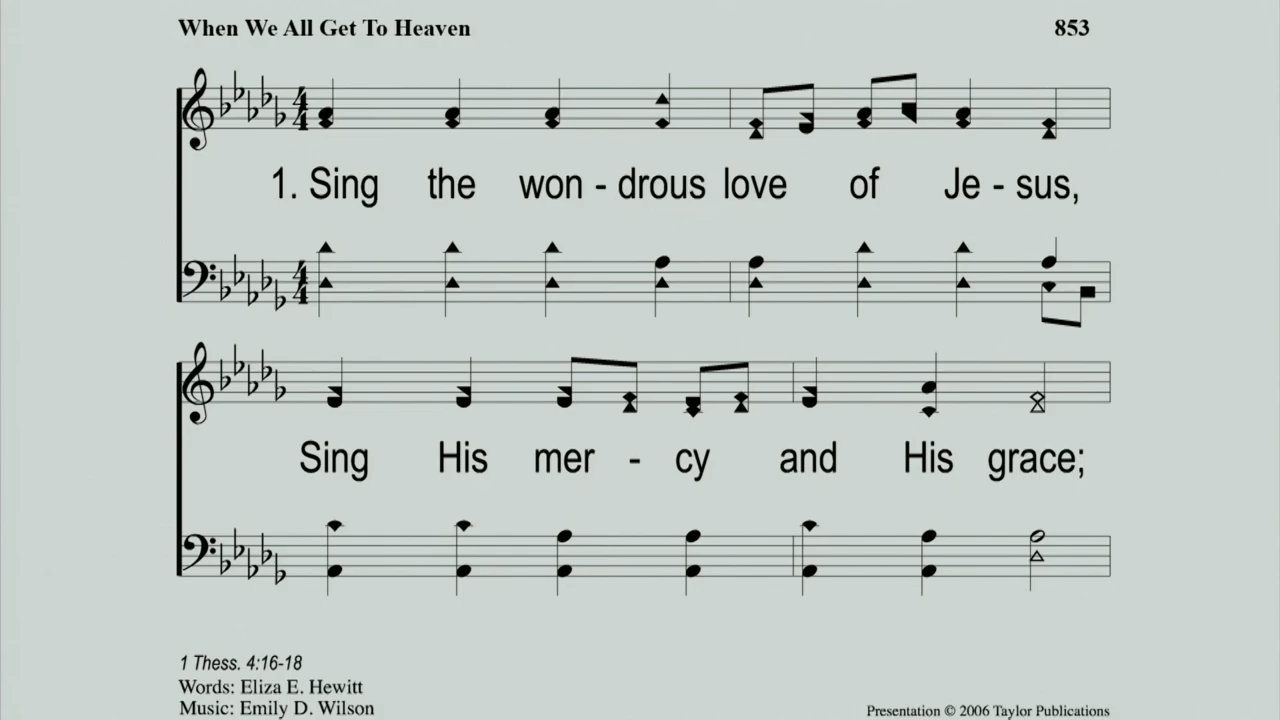 When We All Get To Heaven 853
1. Sing the won - drous love of Je - sus,
Sing His mer - cy and His grace;
1 Thess. 4:16-18
Words: Eliza E. Hewitt
Music: Emily D. Wilson
Presentation © 2006 Taylor Publications